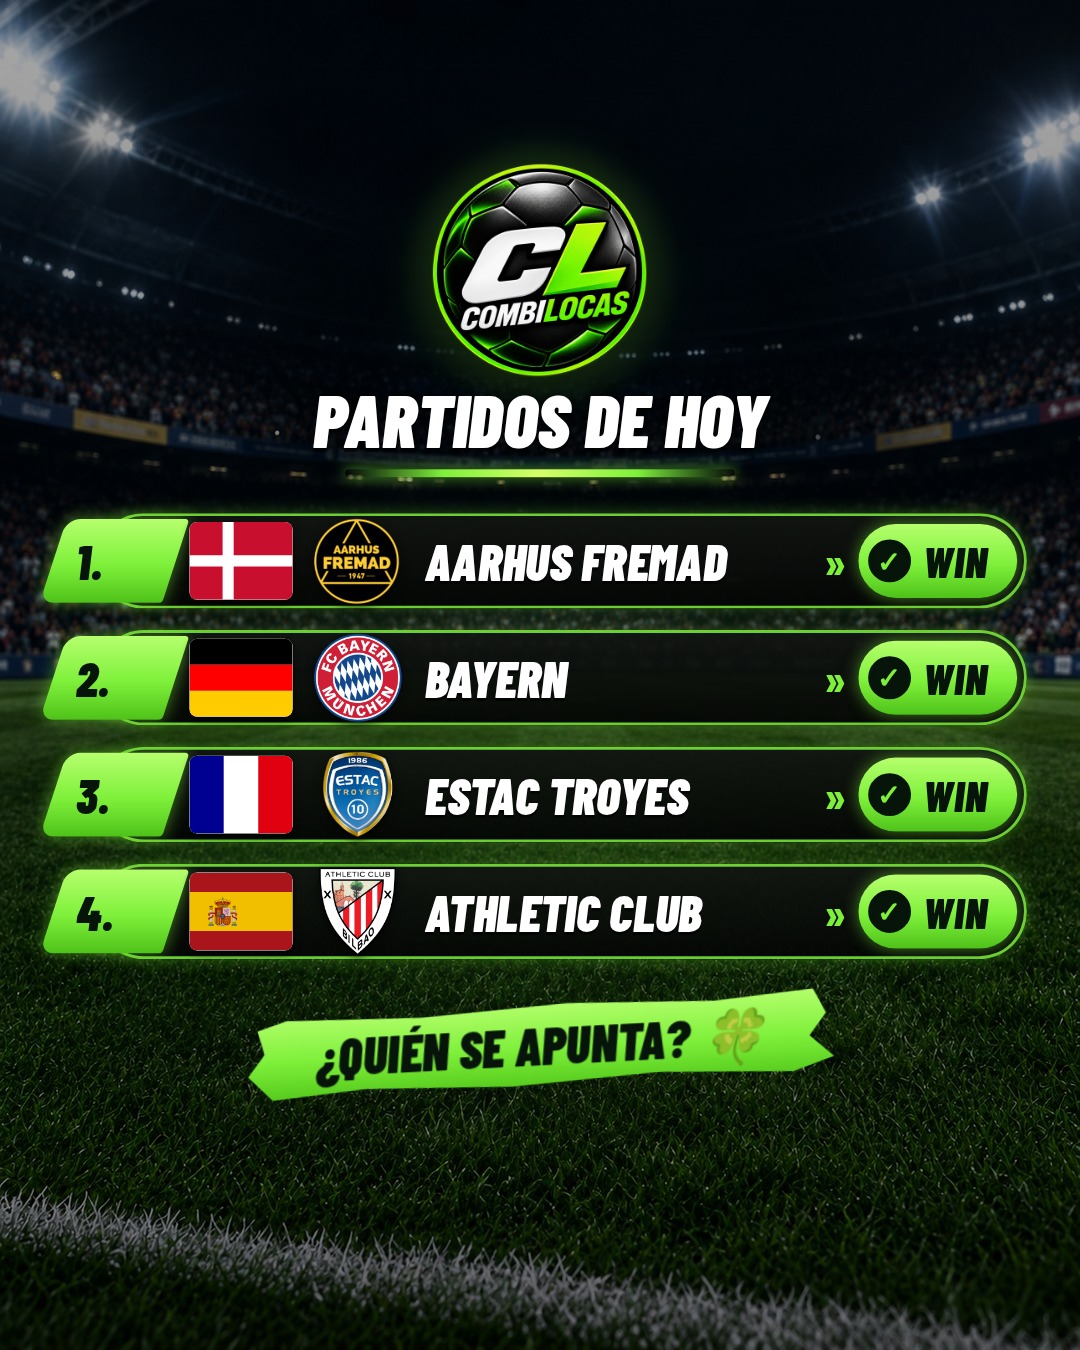 CL
COMBILOCAS
PARTIDOS DE HOY
1. AARHUS FREMAD 1947 AARHUS FREMAD » ✓ WIN
2. FC BAYERN MÜNCHEN BAYERN » ✓ WIN
3. 1986 ESTAC TROYES 10 ESTAC TROYES » ✓ WIN
4. ATHLETIC CLUB BILBAO ATHLETIC CLUB » ✓ WIN
¿QUIÉN SE APUNTA? 🍀